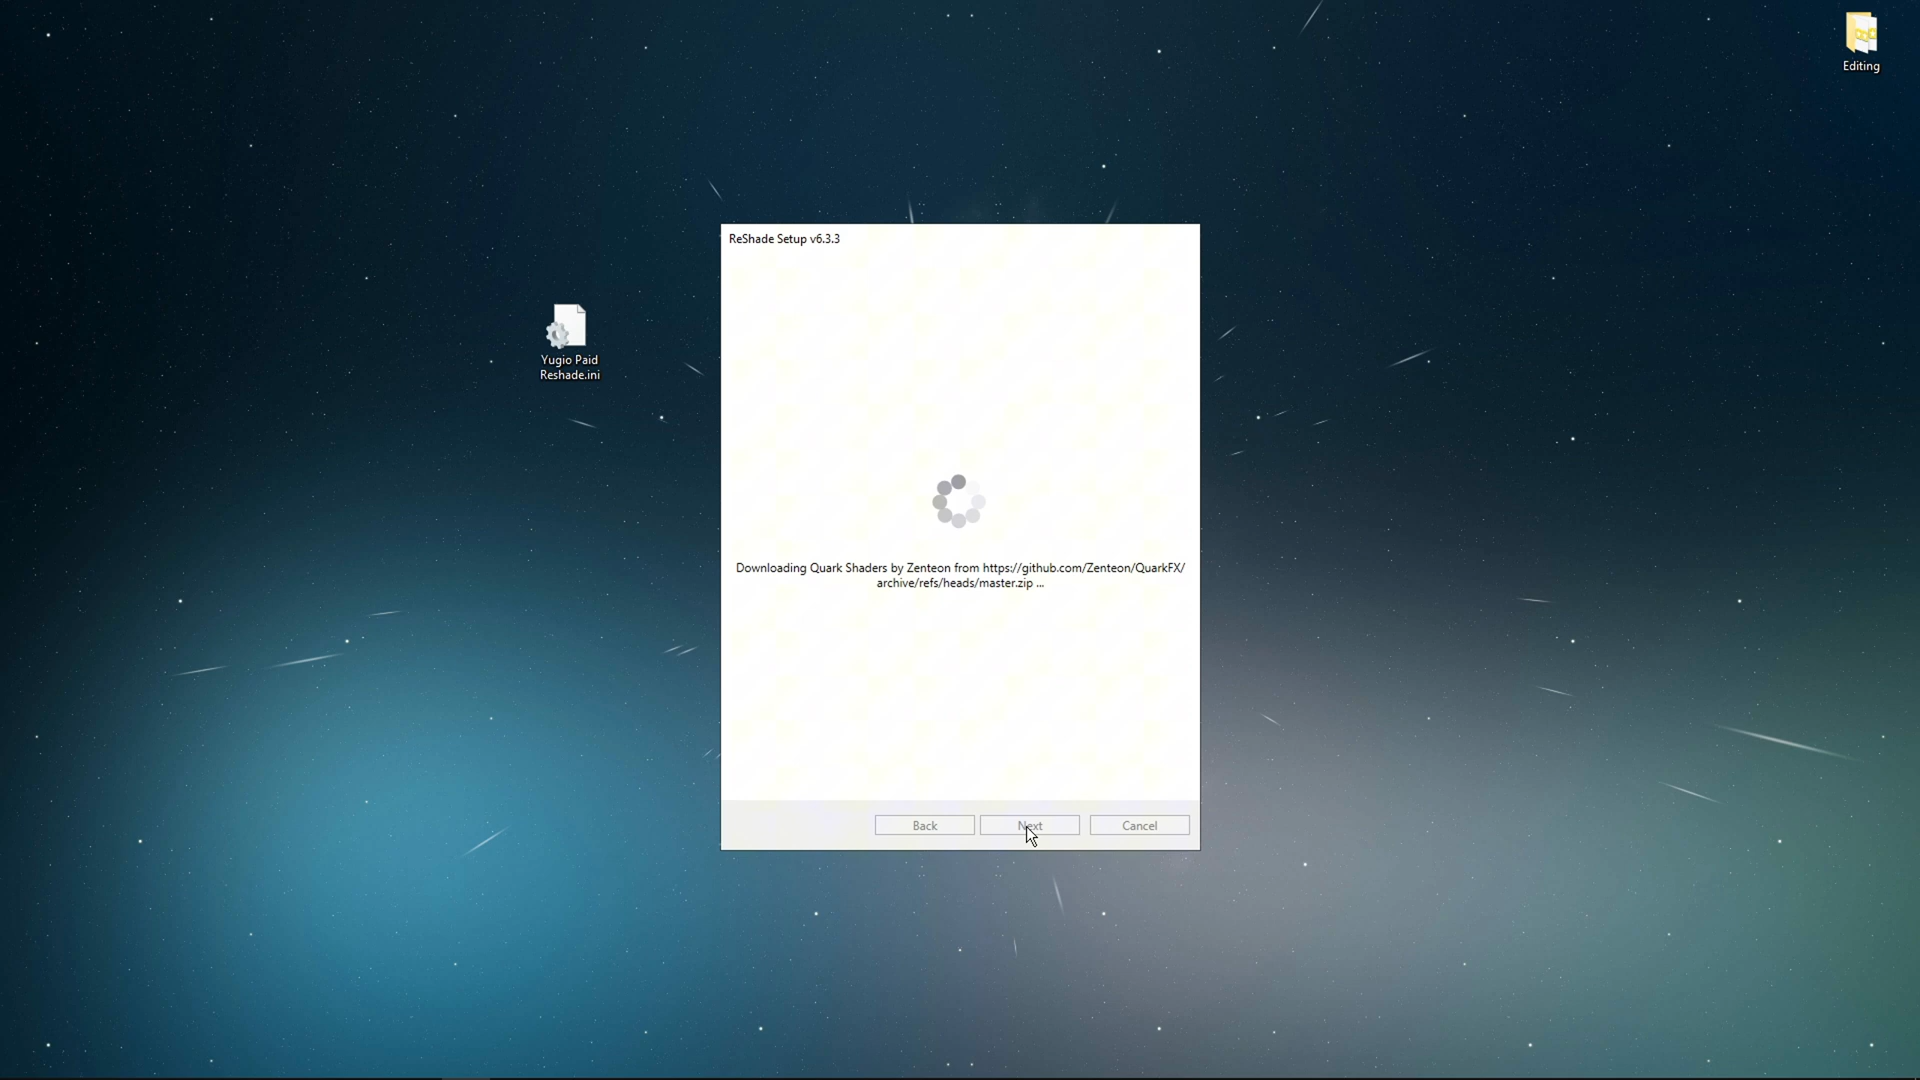 Editing
ReShade Setup v6.3.3
Yugio Paid
Reshade.ini
Downloading Quark Shaders by Zenteon from https://github.com/Zenteon/QuarkFX/
archive/refs/heads/master.zip ...
Back
Next
Cancel